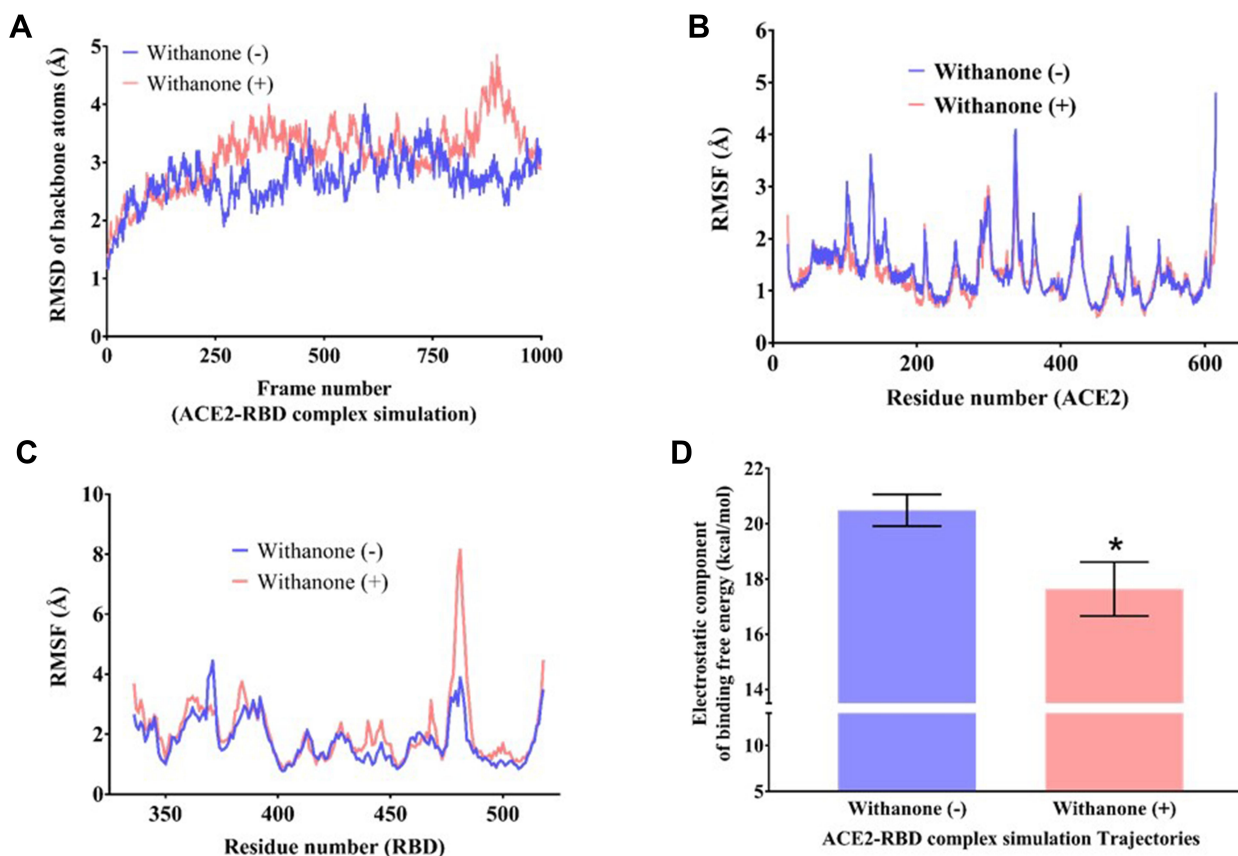 A
RMSD of backbone atoms (Å)
5
4
3
2
1
0
Withanone (-)
Withanone (+)
0 250 500 750 1000
Frame number
(ACE2-RBD complex simulation)
B
RMSF (Å)
6
5
4
3
2
1
0
Withanone (-)
Withanone (+)
0 200 400 600
Residue number (ACE2)
C
RMSF (Å)
10
8
6
4
2
0
Withanone (-)
Withanone (+)
350 400 450 500
Residue number (RBD)
D
Electrostatic component
of binding free energy (kcal/mol)
22
20
18
16
14
10
5
*
Withanone (-) Withanone (+)
ACE2-RBD complex simulation Trajectories